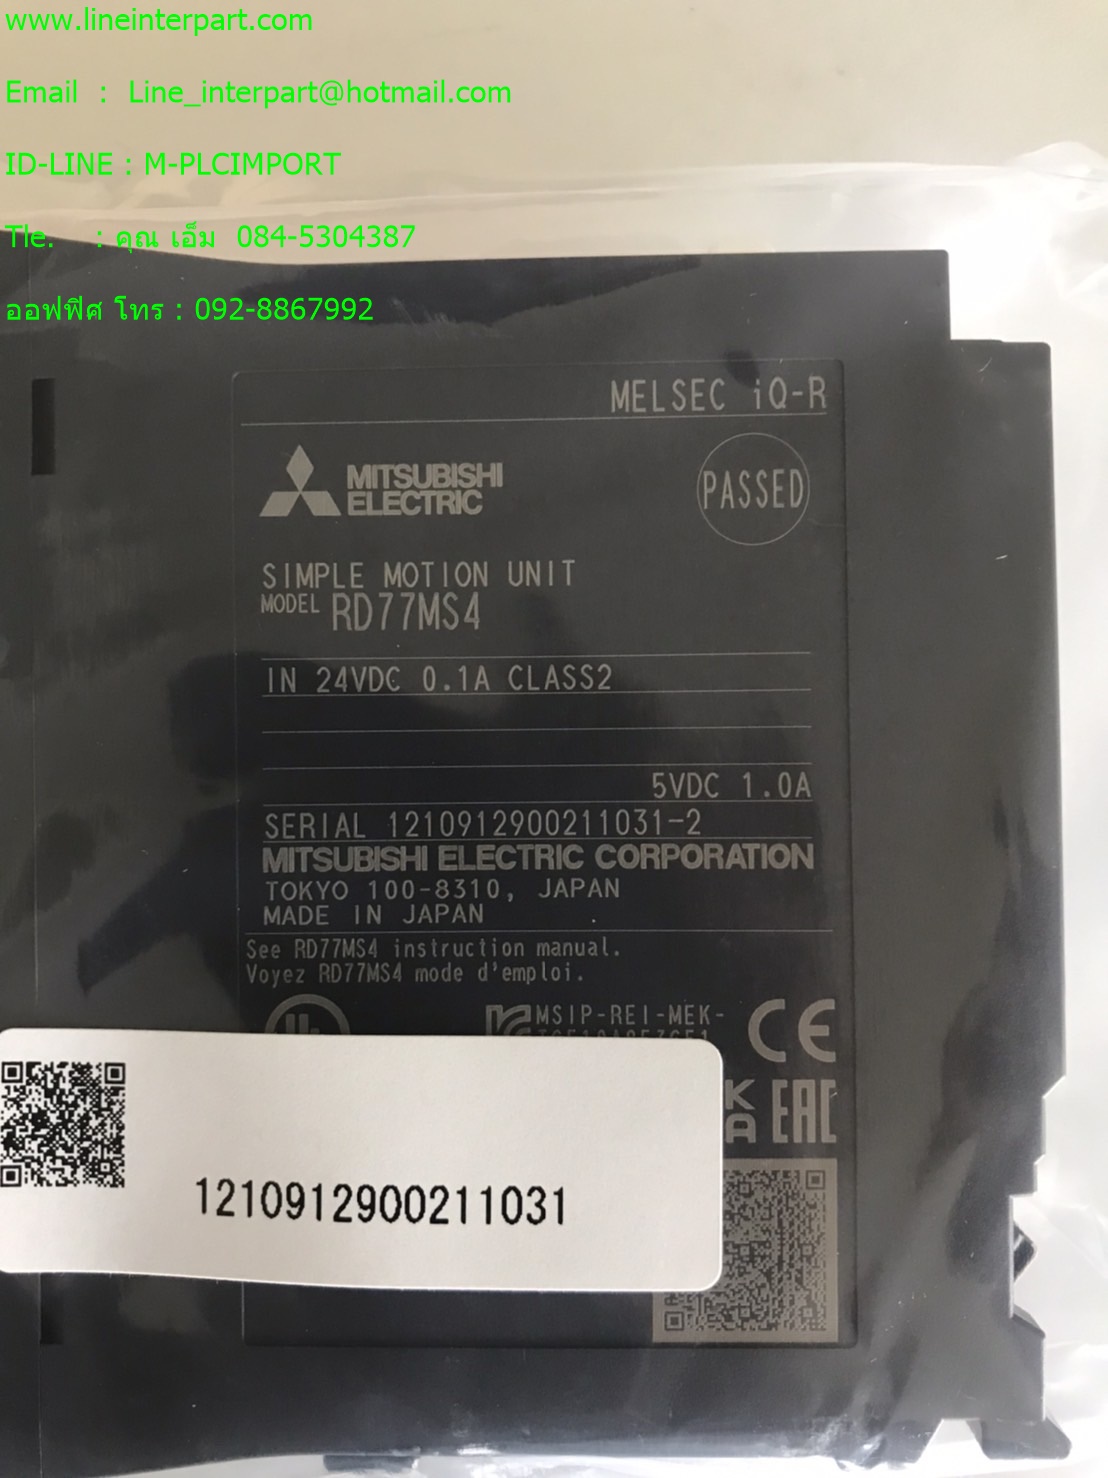 www.lineinterpart.com
Email : Line_interpart@hotmail.com
ID-LINE : M-PLCIMPORT
Tle. : คุณ เอ็ม 084-5304387
ออฟฟิศ โทร : 092-8867992
MELSEC iQ-R
MITSUBISHI
ELECTRIC
PASSED
SIMPLE MOTION UNIT
MODEL RD77MS4
IN 24VDC 0.1A CLASS2
5VDC 1.0A
SERIAL 1210912900211031-2
MITSUBISHI ELECTRIC CORPORATION
TOKYO 100-8310, JAPAN
MADE IN JAPAN
See RD77MS4 instruction manual.
Voyez RD77MS4 mode d'emploi.
MSIP-REI-MEK-
CE
EAC
1210912900211031